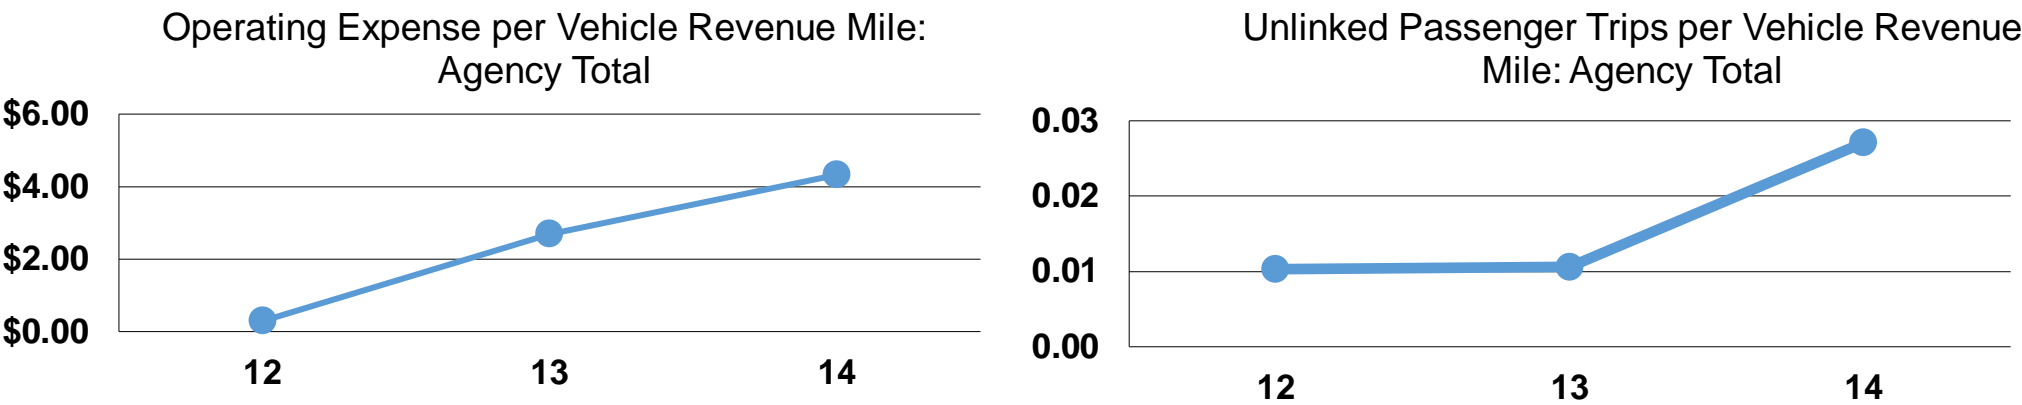 Operating Expense per Vehicle Revenue Mile:
Agency Total
$6.00
$4.00
$2.00
$0.00
12 13 14
Unlinked Passenger Trips per Vehicle Revenue
Mile: Agency Total
0.03
0.02
0.01
0.00
12 13 14